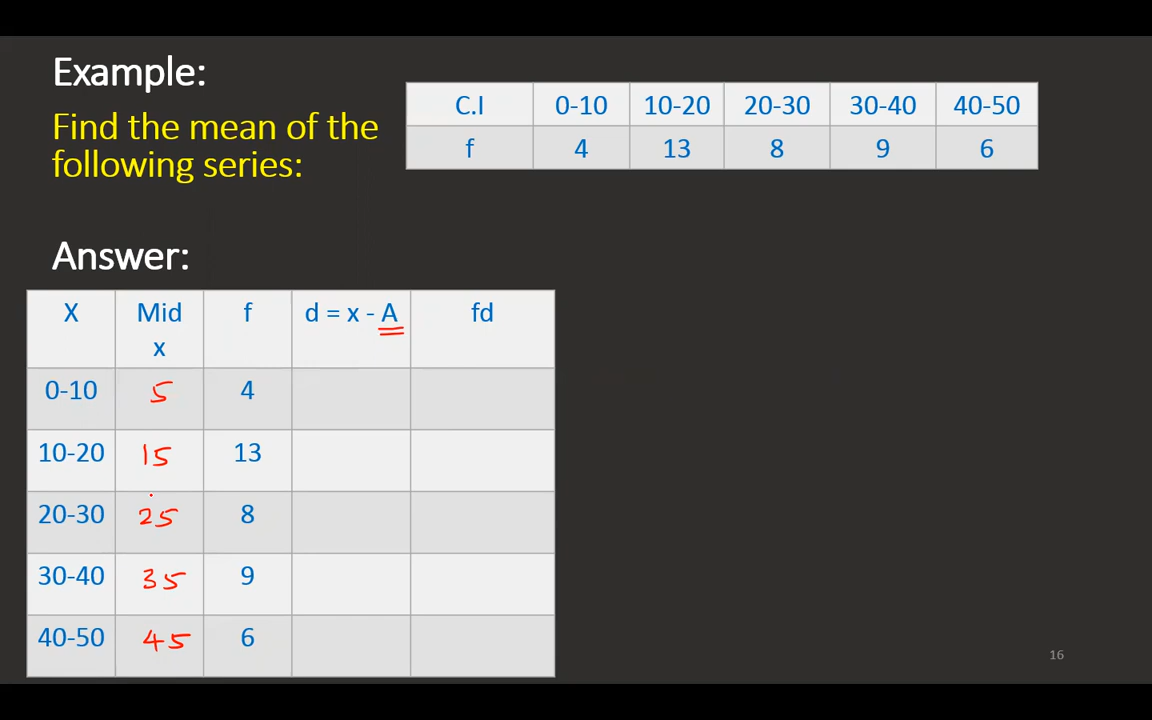 Example:
Find the mean of the
following series:
C.I 0-10 10-20 20-30 30-40 40-50
f 4 13 8 9 6
Answer:
X Mid x f d = x - A fd
0-10 5 4
10-20 15 13
20-30 25 8
30-40 35 9
40-50 45 6
16